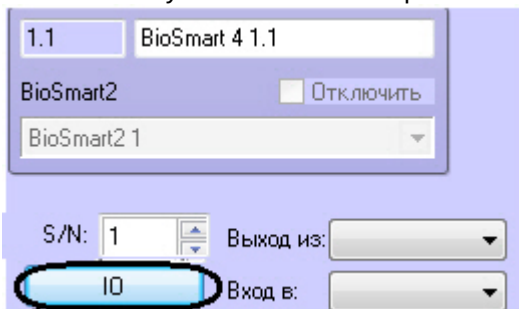 1.1 BioSmart 4 1.1
BioSmart2 Отключить
BioSmart2 1
S/N: 1 Выход из:
IO Вход в: